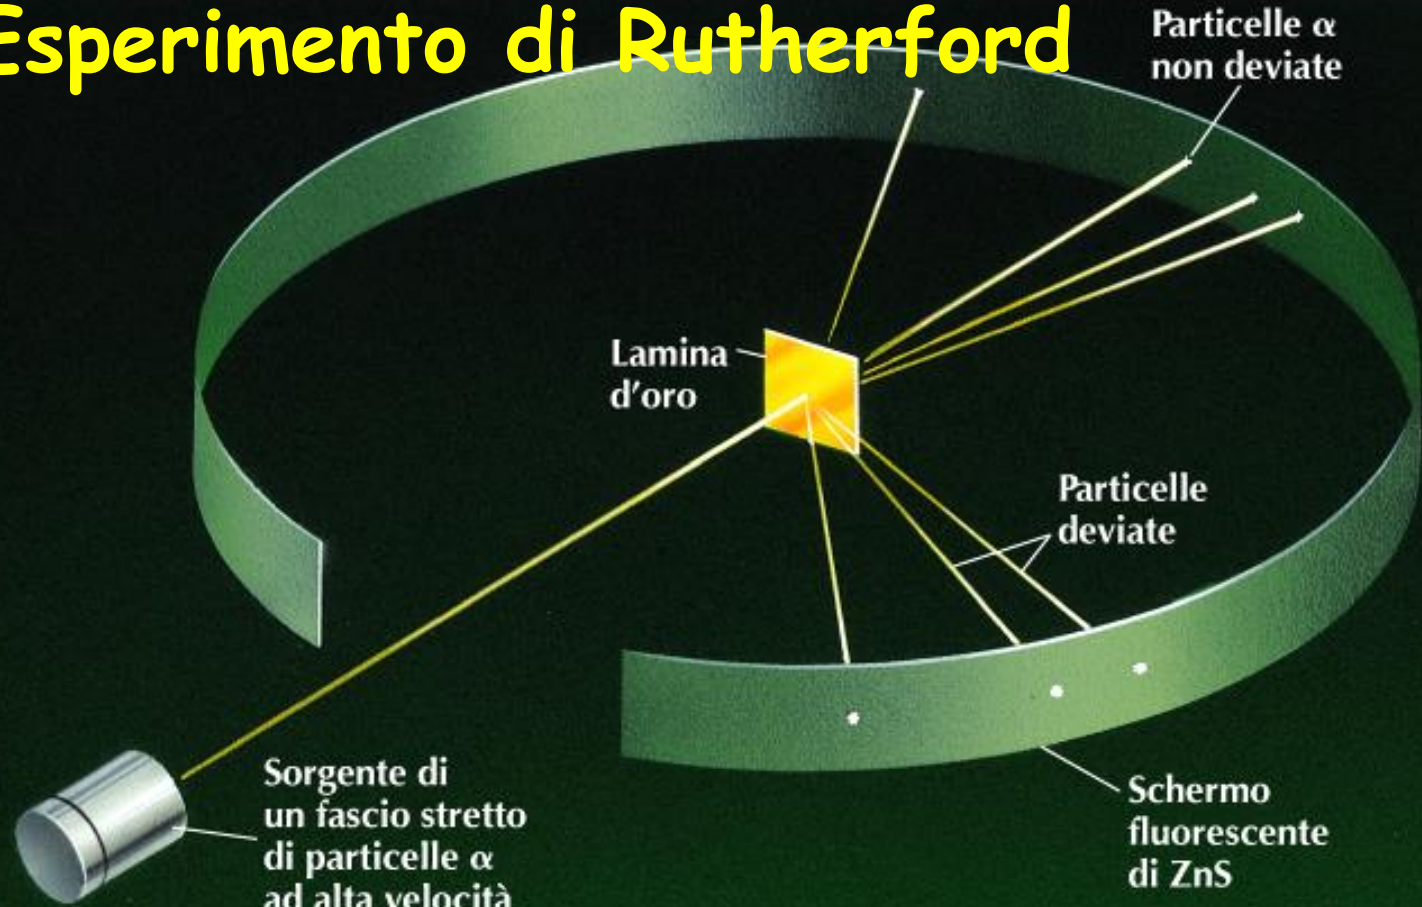 Esperimento di Rutherford
Particelle α
non deviate
Lamina
d’oro
Particelle
deviate
Sorgente di
un fascio stretto
di particelle α
ad alta velocità
Schermo
fluorescente
di ZnS